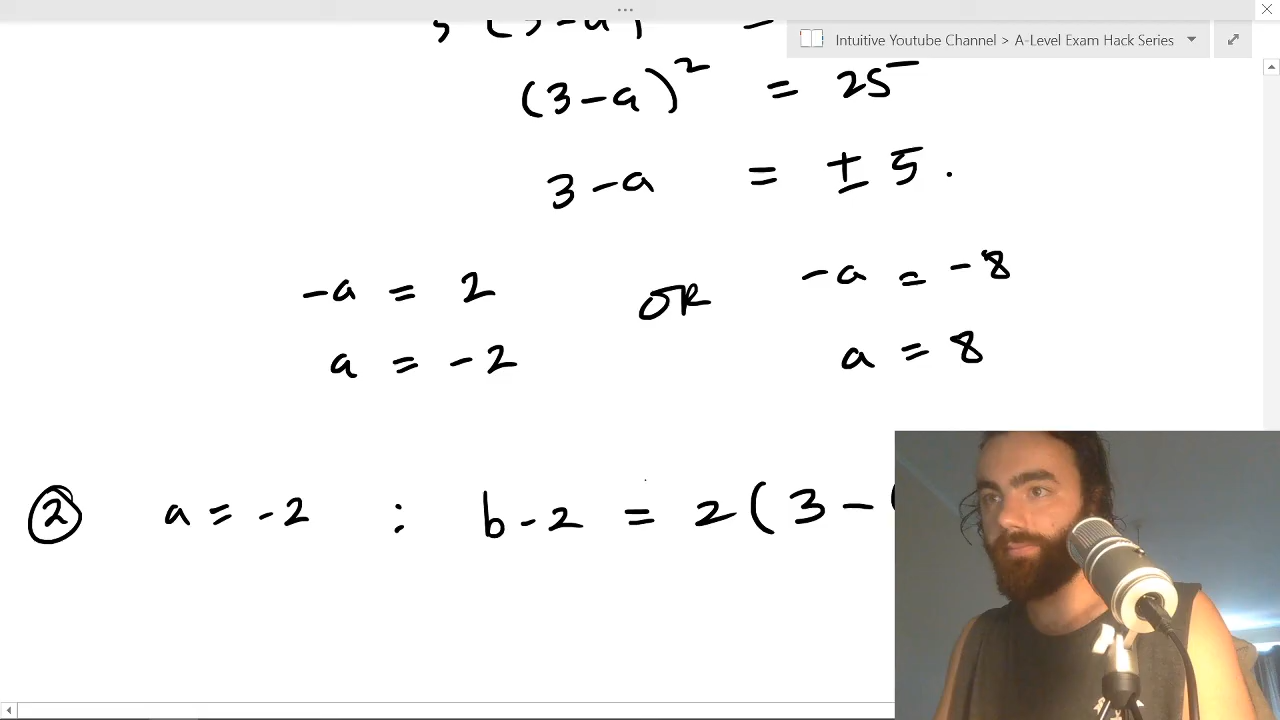 Intuitive Youtube Channel > A-Level Exam Hack Series
(3-a)² = 25
3-a = ± 5.
-a = 2 OR -a = -8
a = -2 a = 8
② a = -2 : b-2 = 2(3-